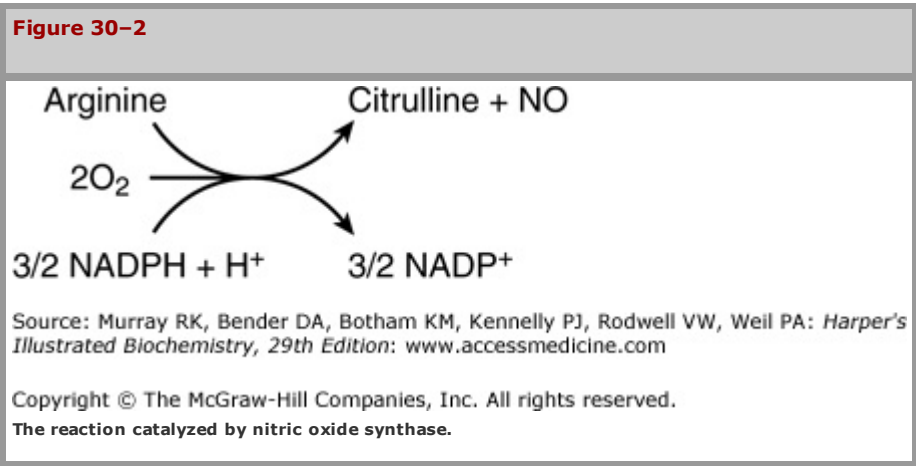 Figure 30–2
Arginine
Citrulline + NO
2O₂
3/2 NADPH + H⁺
3/2 NADP⁺
Source: Murray RK, Bender DA, Botham KM, Kennelly PJ, Rodwell VW, Weil PA: Harper's
Illustrated Biochemistry, 29th Edition: www.accessmedicine.com
Copyright © The McGraw-Hill Companies, Inc. All rights reserved.
The reaction catalyzed by nitric oxide synthase.